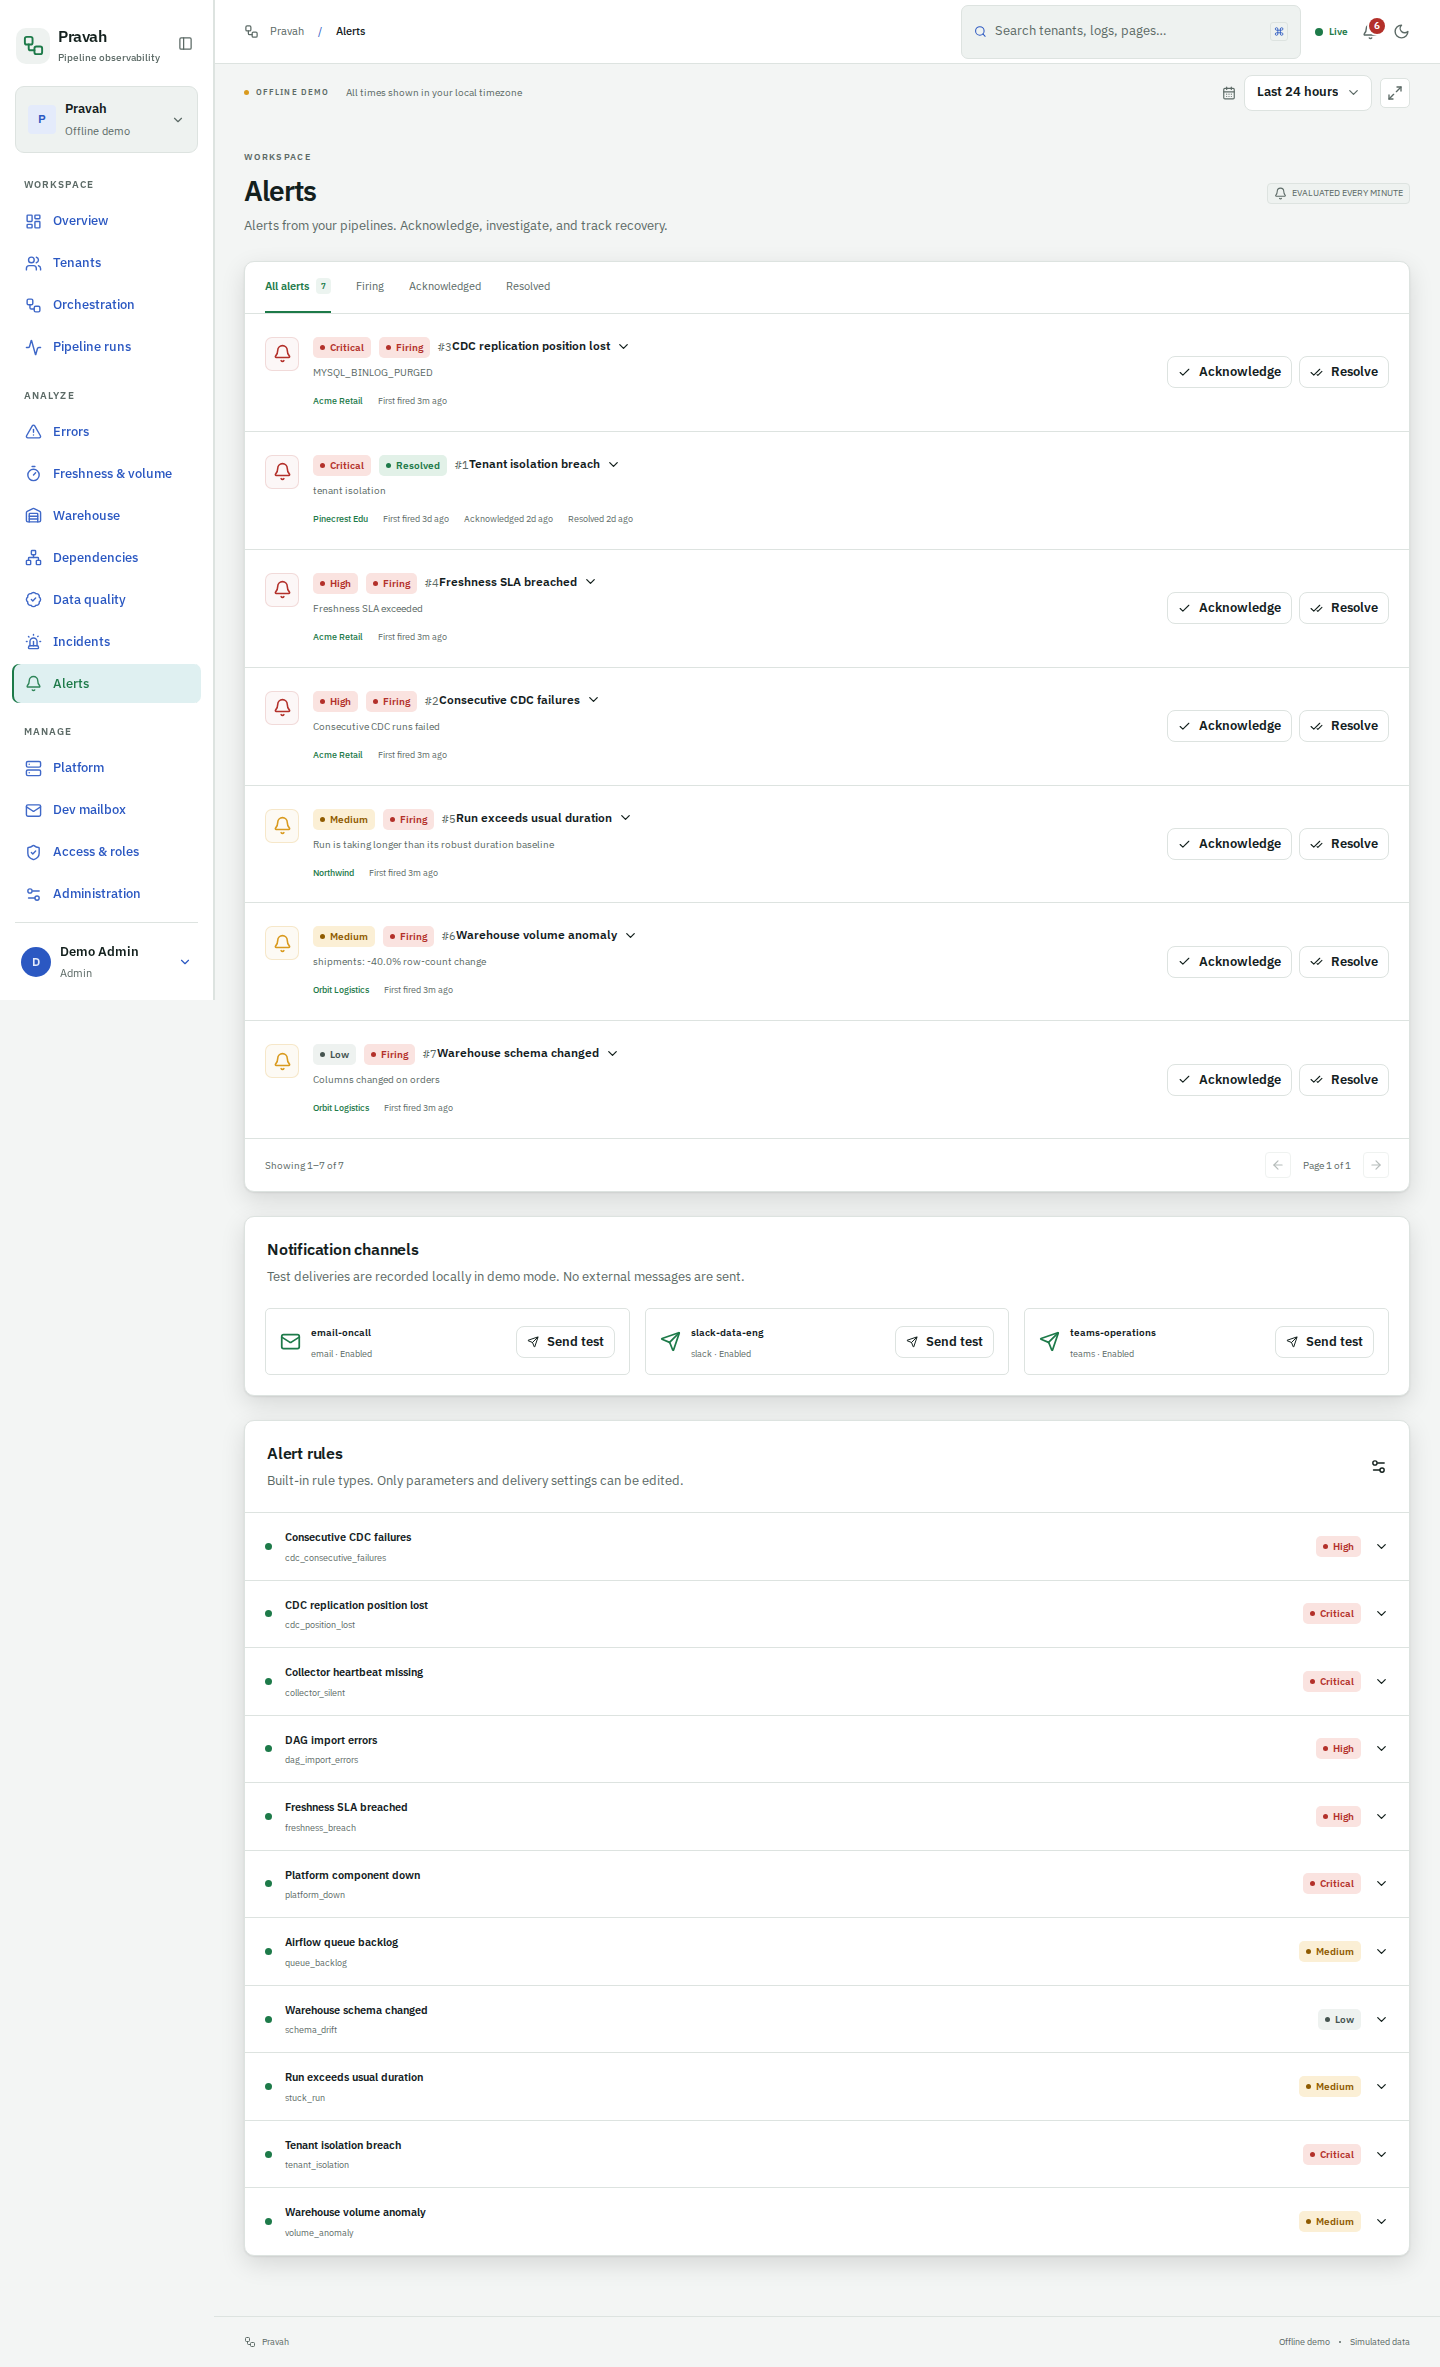 Pravah
Pipeline observability
P
Pravah
Offline demo
WORKSPACE
Overview
Tenants
Orchestration
Pipeline runs
ANALYZE
Errors
Freshness & volume
Warehouse
Dependencies
Data quality
Incidents
Alerts
MANAGE
Platform
Dev mailbox
Access & roles
Administration
D
Demo Admin
Admin
Pravah / Alerts
Search tenants, logs, pages...
⌘
Live
6
OFFLINE DEMO All times shown in your local timezone
Last 24 hours
WORKSPACE
Alerts
EVALUATED EVERY MINUTE
Alerts from your pipelines. Acknowledge, investigate, and track recovery.
All alerts 7 Firing Acknowledged Resolved
Critical Firing #3CDC replication position lost
MYSQL_BINLOG_PURGED
Acme Retail First fired 3m ago
Acknowledge Resolve
Critical Resolved #1Tenant isolation breach
tenant isolation
Pinecrest Edu First fired 3d ago Acknowledged 2d ago Resolved 2d ago
High Firing #4Freshness SLA breached
Freshness SLA exceeded
Acme Retail First fired 3m ago
Acknowledge Resolve
High Firing #2Consecutive CDC failures
Consecutive CDC runs failed
Acme Retail First fired 3m ago
Acknowledge Resolve
Medium Firing #5Run exceeds usual duration
Run is taking longer than its robust duration baseline
Northwind First fired 3m ago
Acknowledge Resolve
Medium Firing #6Warehouse volume anomaly
shipments: -40.0% row-count change
Orbit Logistics First fired 3m ago
Acknowledge Resolve
Low Firing #7Warehouse schema changed
Columns changed on orders
Orbit Logistics First fired 3m ago
Acknowledge Resolve
Showing 1–7 of 7
Page 1 of 1
Notification channels
Test deliveries are recorded locally in demo mode. No external messages are sent.
email-oncall
email · Enabled
Send test
slack-data-eng
slack · Enabled
Send test
teams-operations
teams · Enabled
Send test
Alert rules
Built-in rule types. Only parameters and delivery settings can be edited.
Consecutive CDC failures
cdc_consecutive_failures
High
CDC replication position lost
cdc_position_lost
Critical
Collector heartbeat missing
collector_silent
Critical
DAG import errors
dag_import_errors
High
Freshness SLA breached
freshness_breach
High
Platform component down
platform_down
Critical
Airflow queue backlog
queue_backlog
Medium
Warehouse schema changed
schema_drift
Low
Run exceeds usual duration
stuck_run
Medium
Tenant isolation breach
tenant_isolation
Critical
Warehouse volume anomaly
volume_anomaly
Medium
Pravah
Offline demo • Simulated data